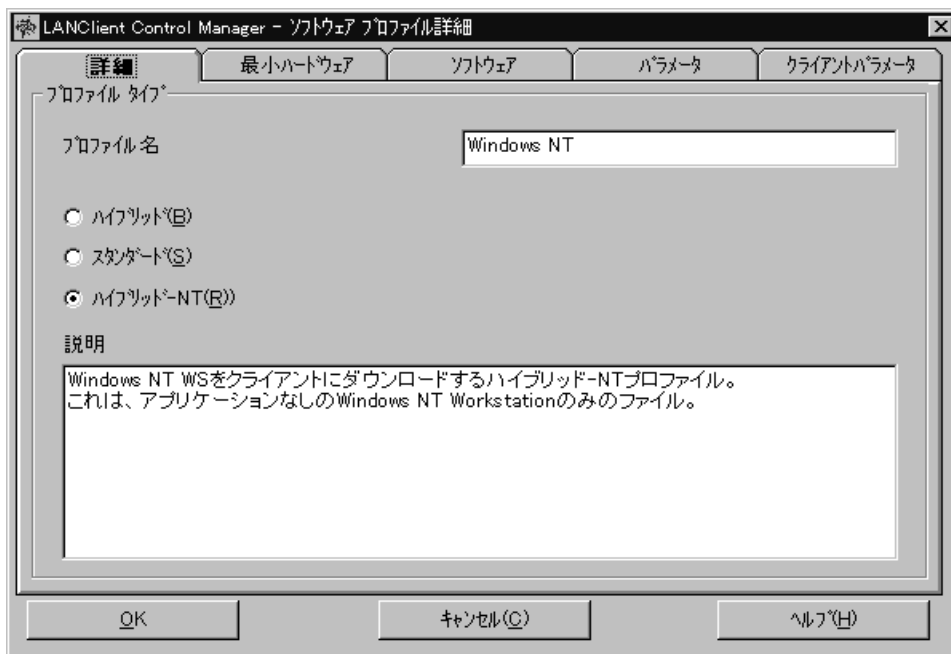 LANClient Control Manager - ｿﾌﾄｳｪｱ ﾌﾟﾛﾌｧｲﾙ詳細
詳細 最小ﾊｰﾄﾞｳｪｱ ｿﾌﾄｳｪｱ ﾊﾟﾗﾒｰﾀ ｸﾗｲｱﾝﾄﾊﾟﾗﾒｰﾀ
ﾌﾟﾛﾌｧｲﾙ ﾀｲﾌﾟ
ﾌﾟﾛﾌｧｲﾙ名 Windows NT
ﾊｲﾌﾞﾘｯﾄﾞ(B)
ｽﾀﾝﾀﾞｰﾄﾞ(S)
ﾊｲﾌﾞﾘｯﾄﾞ-NT(R))
説明
Windows NT WSをクライアントにダウンロードするハイブリッド-NTプロファイル。
これは、アプリケーションなしのWindows NT Workstationのみのファイル。
OK ｷｬﾝｾﾙ(C) ﾍﾙﾌﾟ(H)